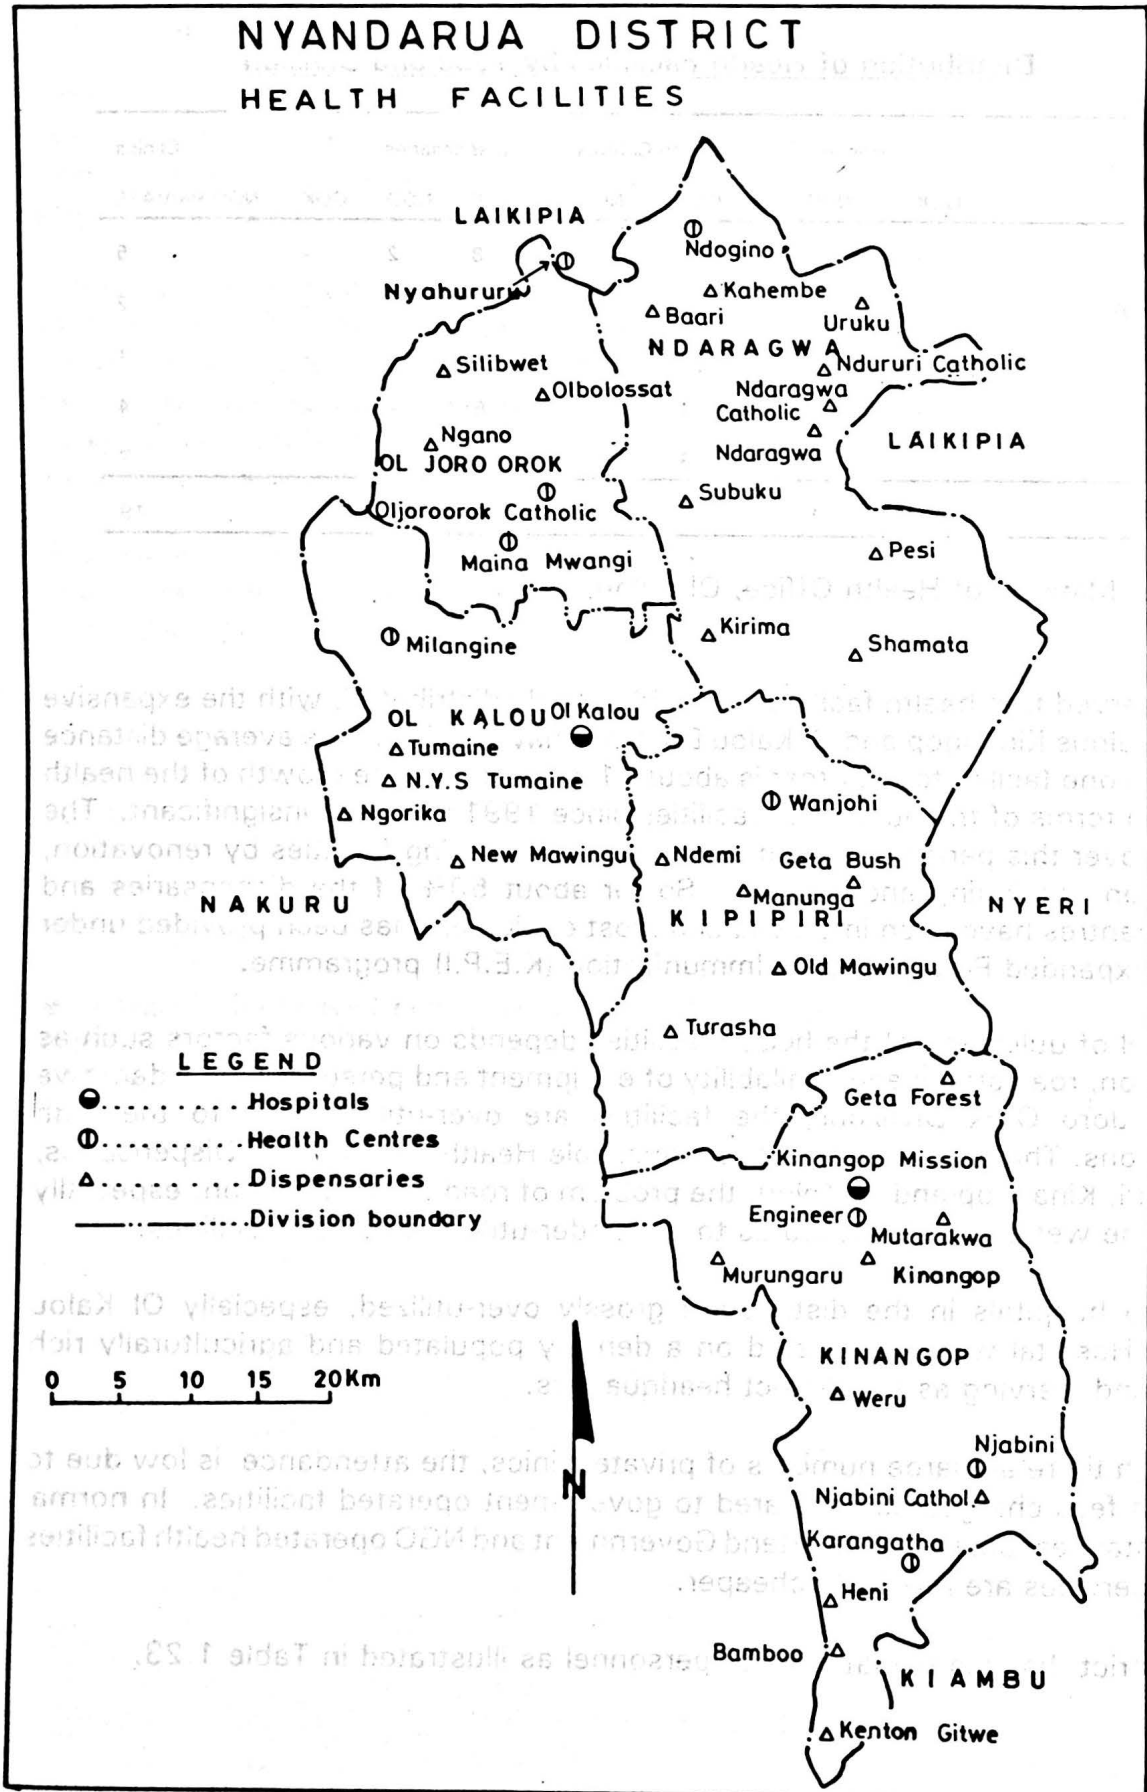 NYANDARUA DISTRICT
HEALTH FACILITIES
LAIKIPIA
Nyahururu
Ndogino
Kahembe
Baari
Uruku
NDARAGWA
Silibwet
Ndururi Catholic
Olbolossat
Ndaragwa
Catholic
Ngano
Ndaragwa
LAIKIPIA
OL JORO OROK
Subuku
Oljoroorok Catholic
Maina Mwangi
Pesi
Milangine
Kirima
Shamata
OL KALOU
Ol Kalou
Tumaine
N.Y.S Tumaine
Wanjohi
Ngorika
New Mawingu
Ndemi
Geta Bush
NAKURU
Manunga
NYERI
KIPIPIRI
Old Mawingu
Turasha
LEGEND
Geta Forest
Hospitals
Health Centres
Kinangop Mission
Dispensaries
Engineer
Division boundary
Mutarakwa
Murungaru
Kinangop
KINANGOP
0 5 10 15 20Km
Weru
Njabini
N
Njabini Cathol.
Karangatha
Heni
Bamboo
KIAMBU
Kenton Gitwe